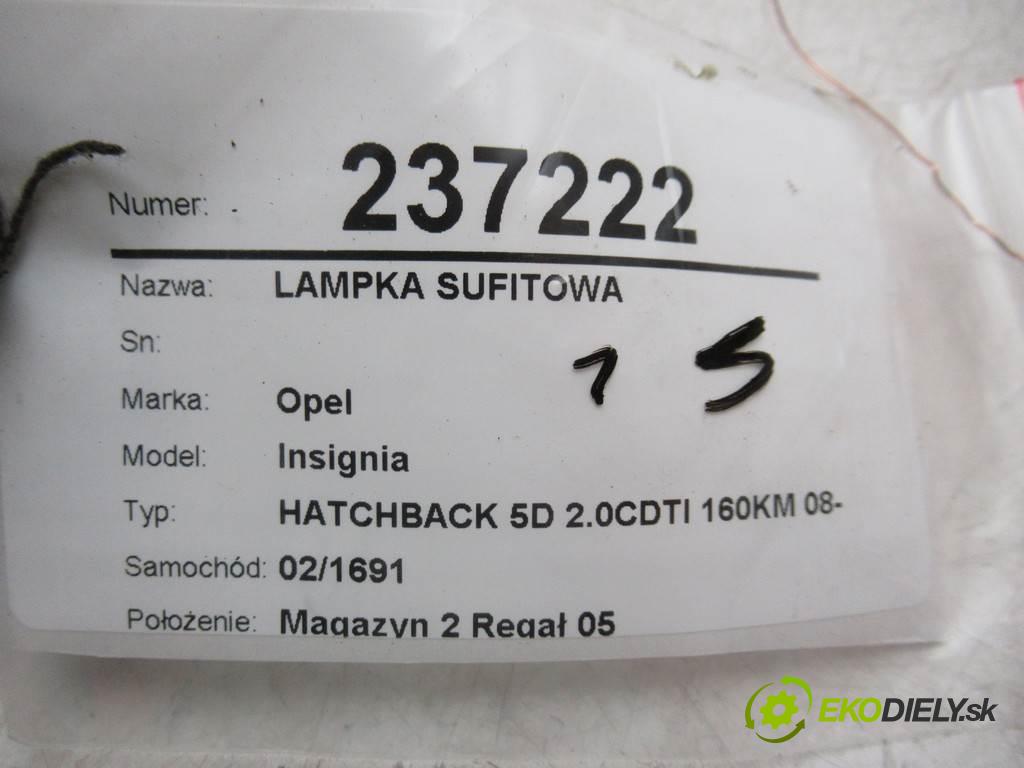 Numer: 237222
Nazwa: LAMPKA SUFITOWA
Sn:
1 S
Marka: Opel
Model: Insignia
Typ: HATCHBACK 5D 2.0CDTI 160KM 08-
Samochód: 02/1691
Położenie: Magazyn 2 Regał 05
EKODIELY.sk